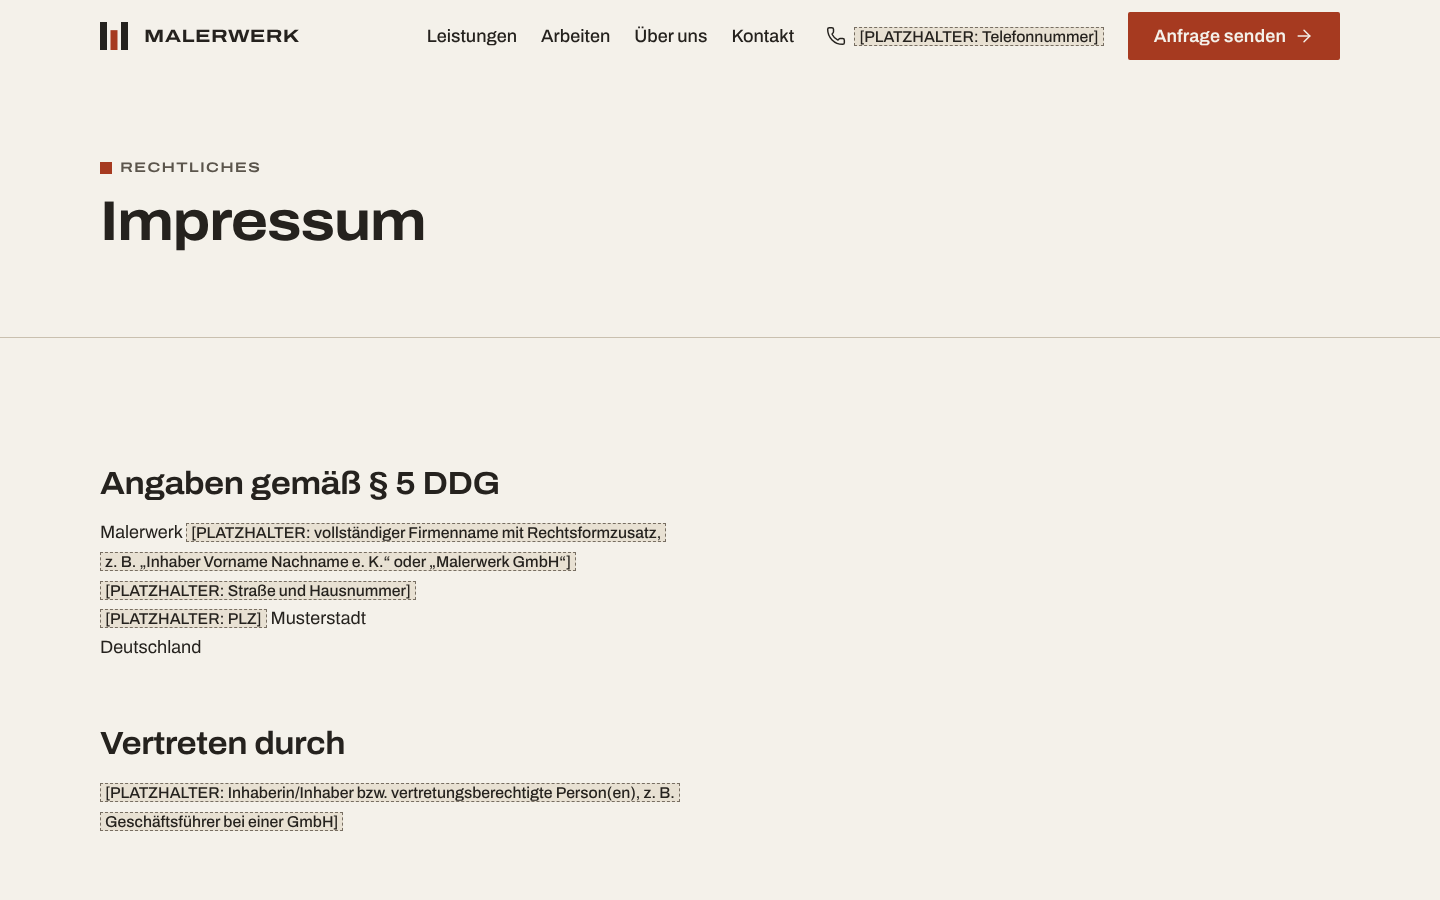 MALERWERK
Leistungen Arbeiten Über uns Kontakt [PLATZHALTER: Telefonnummer] Anfrage senden
RECHTLICHES
Impressum
Angaben gemäß § 5 DDG
Malerwerk [PLATZHALTER: vollständiger Firmenname mit Rechtsformzusatz,
z. B. „Inhaber Vorname Nachname e. K.“ oder „Malerwerk GmbH“]
[PLATZHALTER: Straße und Hausnummer]
[PLATZHALTER: PLZ] Musterstadt
Deutschland
Vertreten durch
[PLATZHALTER: Inhaberin/Inhaber bzw. vertretungsberechtigte Person(en), z. B.
Geschäftsführer bei einer GmbH]